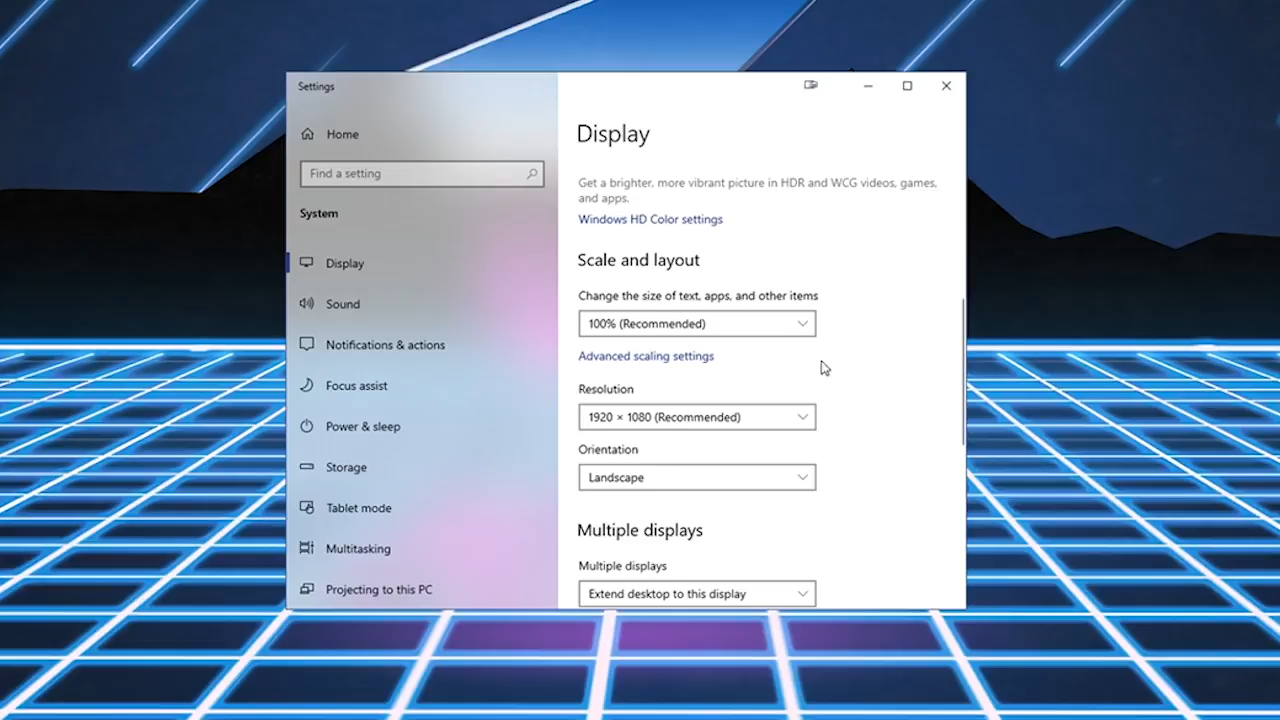 Settings
Home
Find a setting
System
Display
Sound
Notifications & actions
Focus assist
Power & sleep
Storage
Tablet mode
Multitasking
Projecting to this PC
Display
Get a brighter, more vibrant picture in HDR and WCG videos, games,
and apps.
Windows HD Color settings
Scale and layout
Change the size of text, apps, and other items
100% (Recommended)
Advanced scaling settings
Resolution
1920 × 1080 (Recommended)
Orientation
Landscape
Multiple displays
Multiple displays
Extend desktop to this display